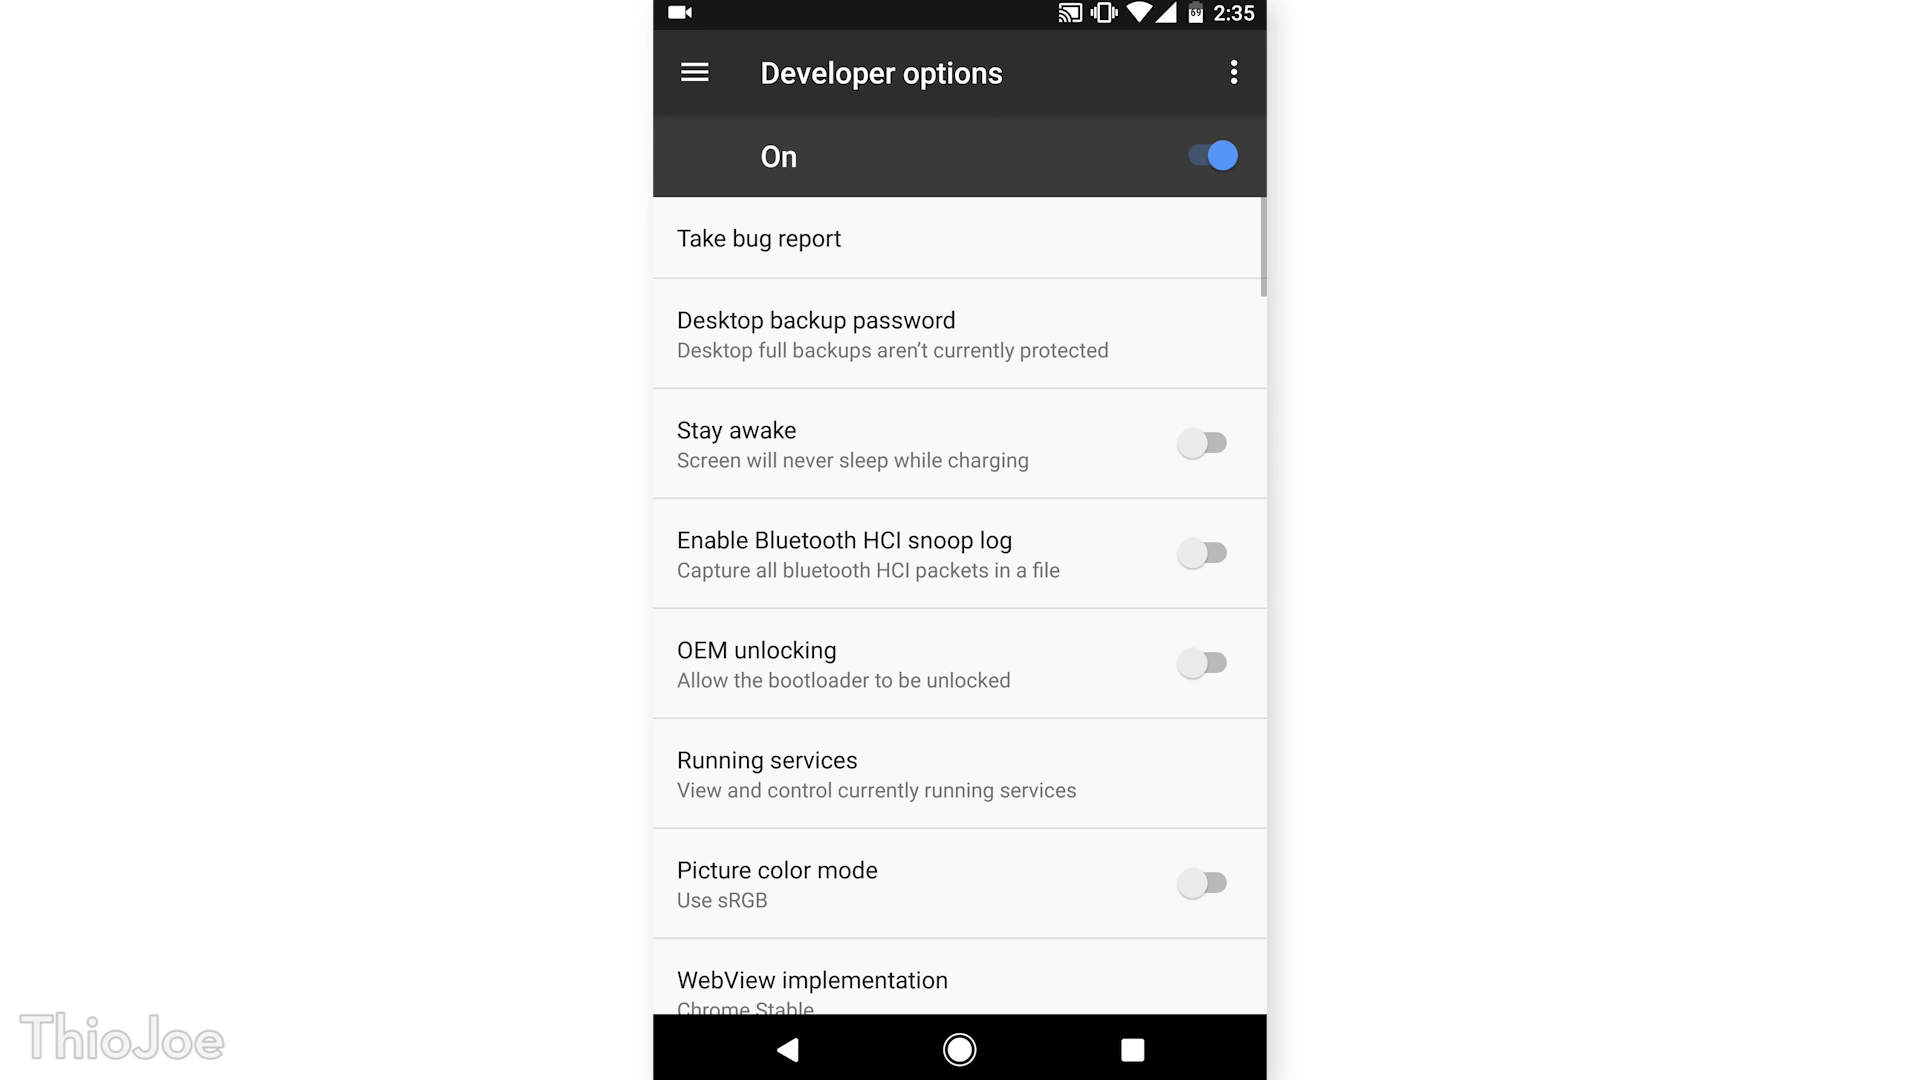 69 2:35
Developer options
On
Take bug report
Desktop backup password
Desktop full backups aren’t currently protected
Stay awake
Screen will never sleep while charging
Enable Bluetooth HCI snoop log
Capture all bluetooth HCI packets in a file
OEM unlocking
Allow the bootloader to be unlocked
Running services
View and control currently running services
Picture color mode
Use sRGB
WebView implementation
Chrome Stable
ThioJoe